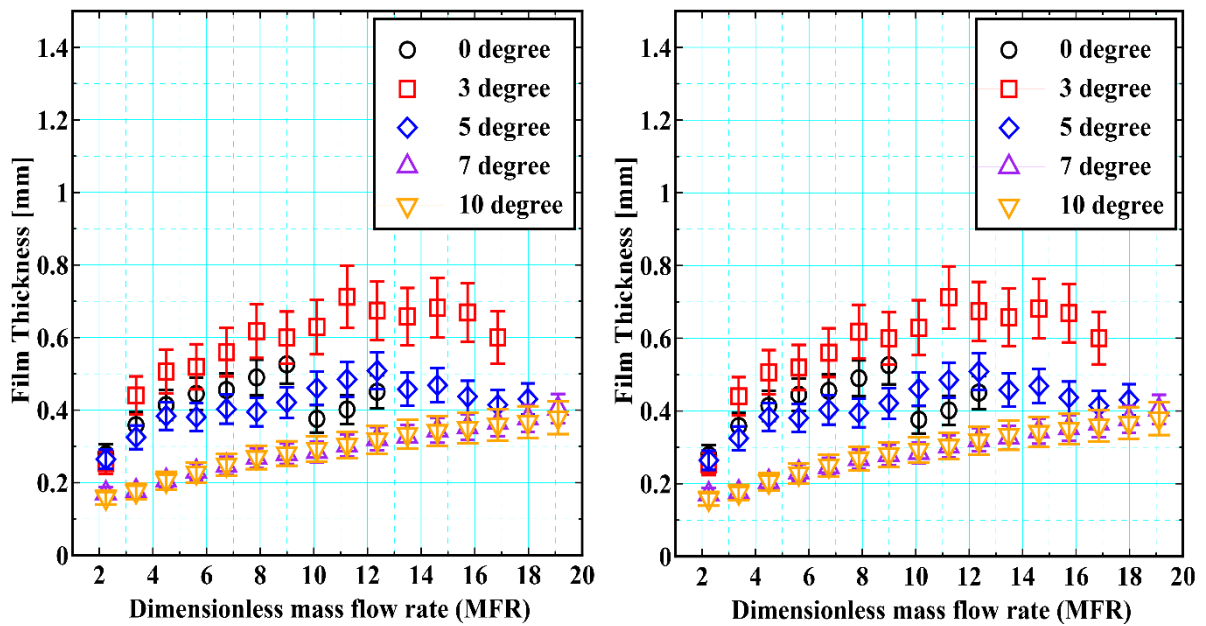 0 degree
3 degree
5 degree
7 degree
10 degree
Film Thickness [mm]
1.4
1.2
1
0.8
0.6
0.4
0.2
0
2 4 6 8 10 12 14 16 18 20
Dimensionless mass flow rate (MFR)
0 degree
3 degree
5 degree
7 degree
10 degree
Film Thickness [mm]
1.4
1.2
1
0.8
0.6
0.4
0.2
0
2 4 6 8 10 12 14 16 18 20
Dimensionless mass flow rate (MFR)